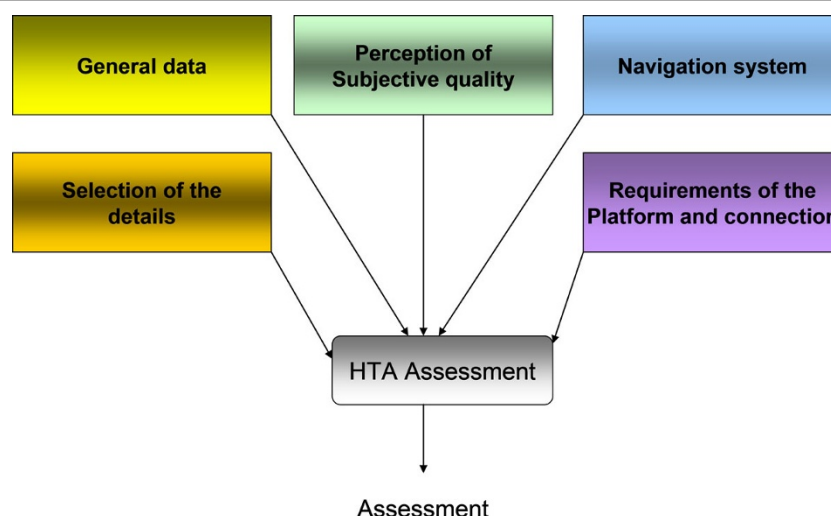 General data
Perception of
Subjective quality
Navigation system
Selection of the
details
Requirements of the
Platform and connection
HTA Assessment
Assessment